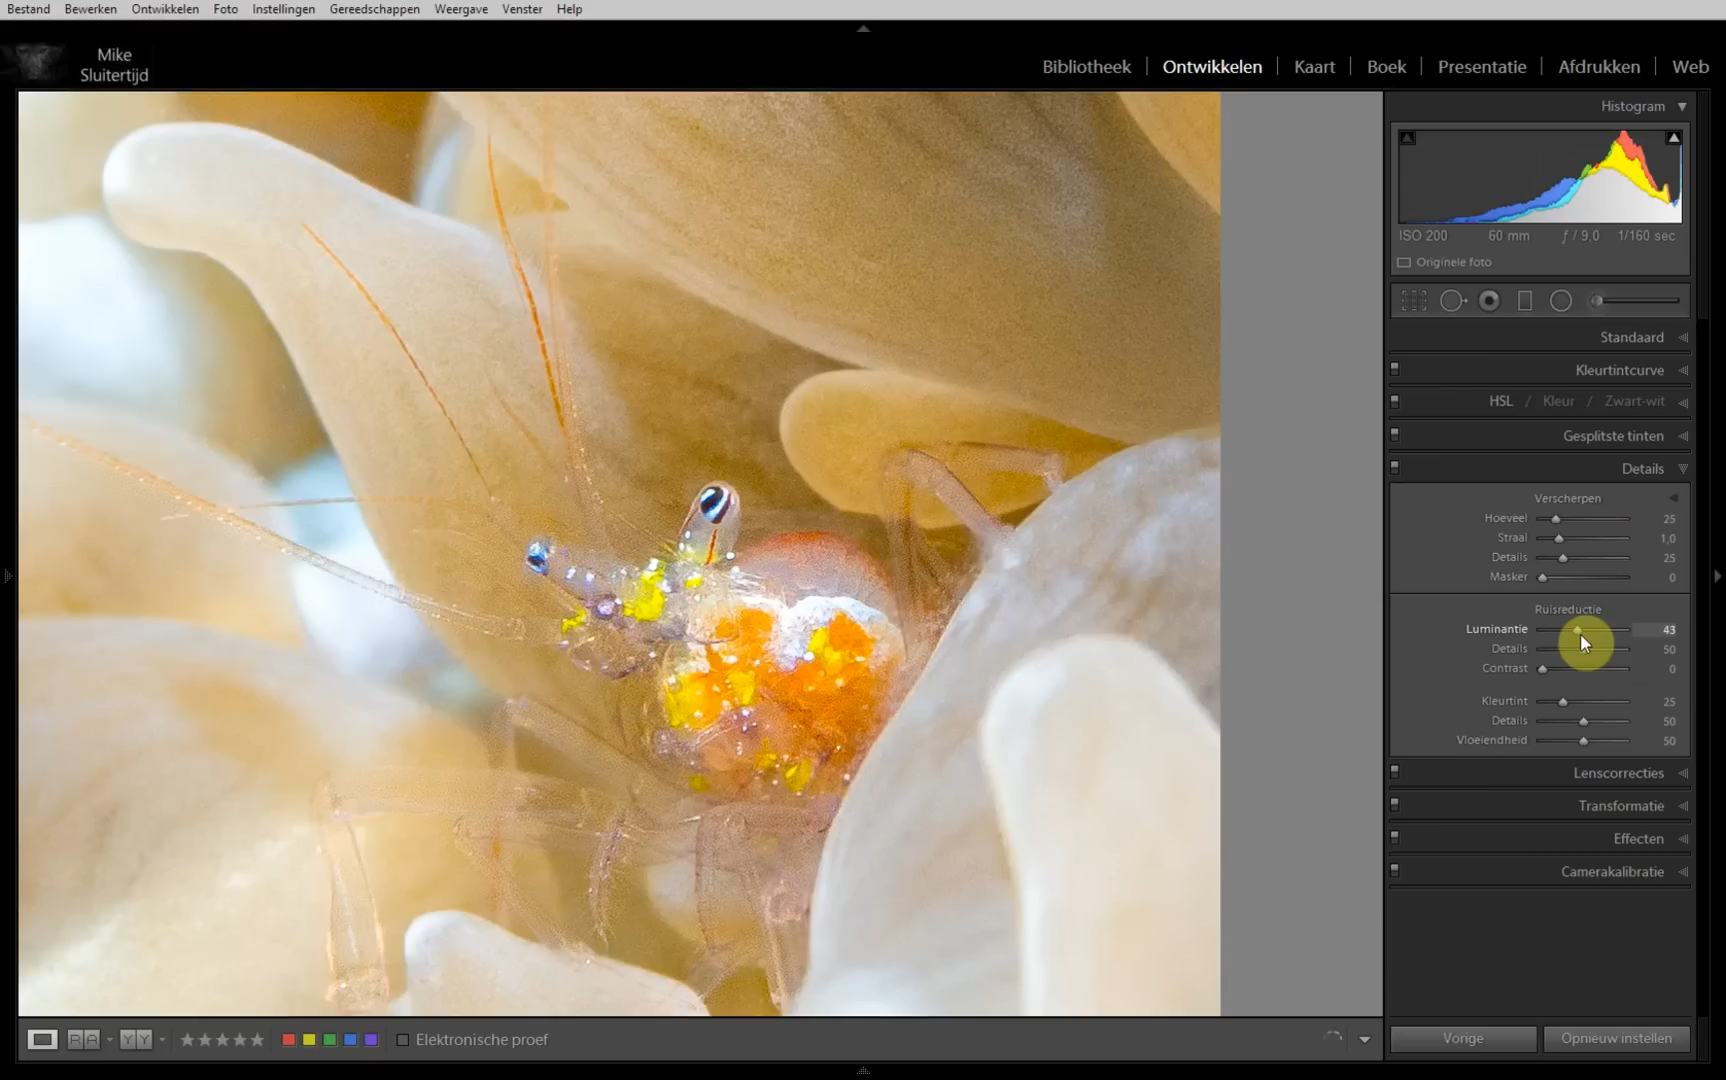 Bestand Bewerken Ontwikkelen Foto Instellingen Gereedschappen Weergave Venster Help
Mike
Sluitertijd
Bibliotheek | Ontwikkelen | Kaart | Boek | Presentatie | Afdrukken | Web
Histogram
ISO 200 60 mm ƒ / 9,0 1/160 sec
Originele foto
Standaard
Kleurtintcurve
HSL / Kleur / Zwart-wit
Gesplitste tinten
Details
Verscherpen
Hoeveel 25
Straal 1,0
Details 25
Masker 0
Ruisreductie
Luminantie 43
Details 50
Contrast 0
Kleurtint 25
Details 50
Vloeiendheid 50
Lenscorrecties
Transformatie
Effecten
Camerakalibratie
R A Y Y Elektronische proef
Vorige Opnieuw instellen